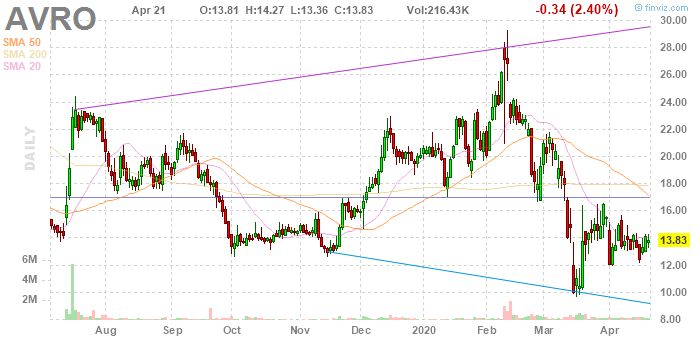 AVRO Apr 21 O:13.81 H:14.27 L:13.36 C:13.83 Vol:216.43K -0.34 (2.40%)
© finviz.com
SMA 50
SMA 200
SMA 20
DAILY
30.00
28.00
26.00
24.00
22.00
20.00
18.00
16.00
13.83
12.00
10.00
8.00
6M
4M
2M
Aug Sep Oct Nov Dec 2020 Feb Mar Apr